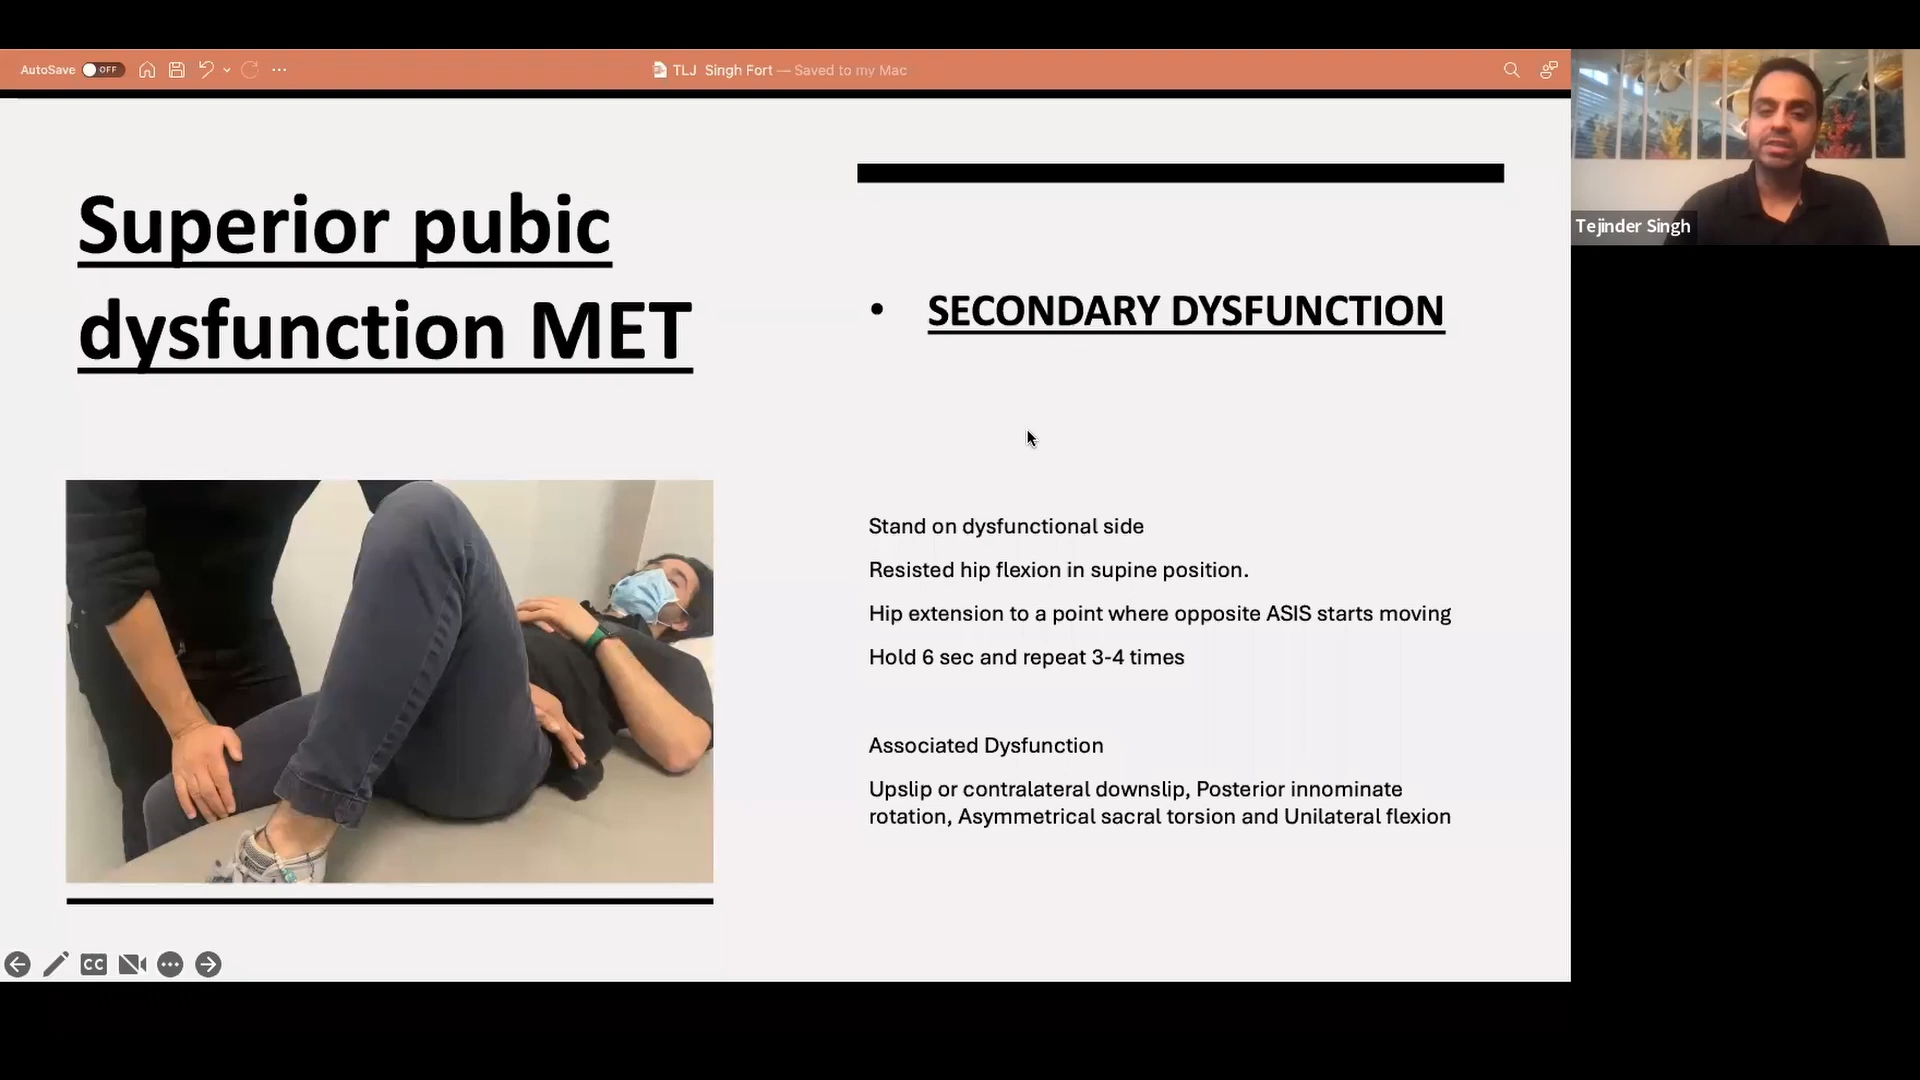 AutoSave OFF
TLJ Singh Fort — Saved to my Mac
Tejinder Singh
Superior pubic
dysfunction MET
• SECONDARY DYSFUNCTION
Stand on dysfunctional side
Resisted hip flexion in supine position.
Hip extension to a point where opposite ASIS starts moving
Hold 6 sec and repeat 3-4 times
Associated Dysfunction
Upslip or contralateral downslip, Posterior innominate
rotation, Asymmetrical sacral torsion and Unilateral flexion
CC